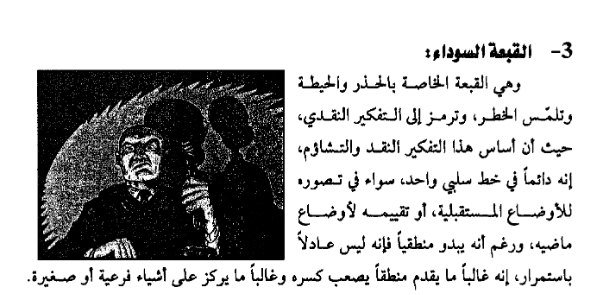 3- القبعة السوداء:
وهي القبعة الخاصة بالحذر والحيطة
وتلمّس الخطر، وترمز إلى التفكير النقدي،
حيث أن أساس هذا التفكير النقد والتشاؤم،
إنه دائماً في خط سلبي واحد، سواء في تصوره
للأوضاع المستقبلية، أو تقييمه لأوضاع
ماضيه، ورغم أنه يبدو منطقياً فإنه ليس عادلاً
باستمرار، إنه غالباً ما يقدم منطقاً يصعب كسره وغالباً ما يركز على أشياء فرعية أو صغيرة.